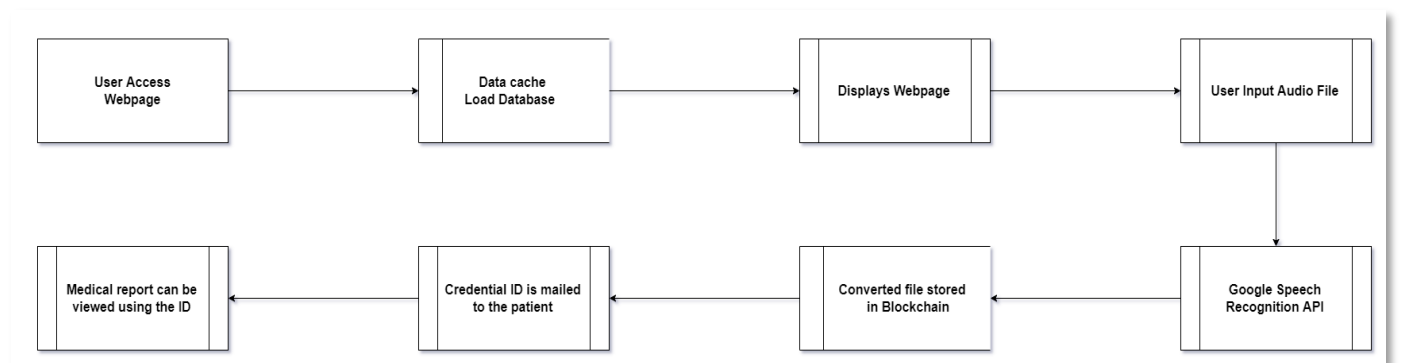 User Access
Webpage
Data cache
Load Database
Displays Webpage
User Input Audio File
Google Speech
Recognition API
Converted file stored
in Blockchain
Credential ID is mailed
to the patient
Medical report can be
viewed using the ID